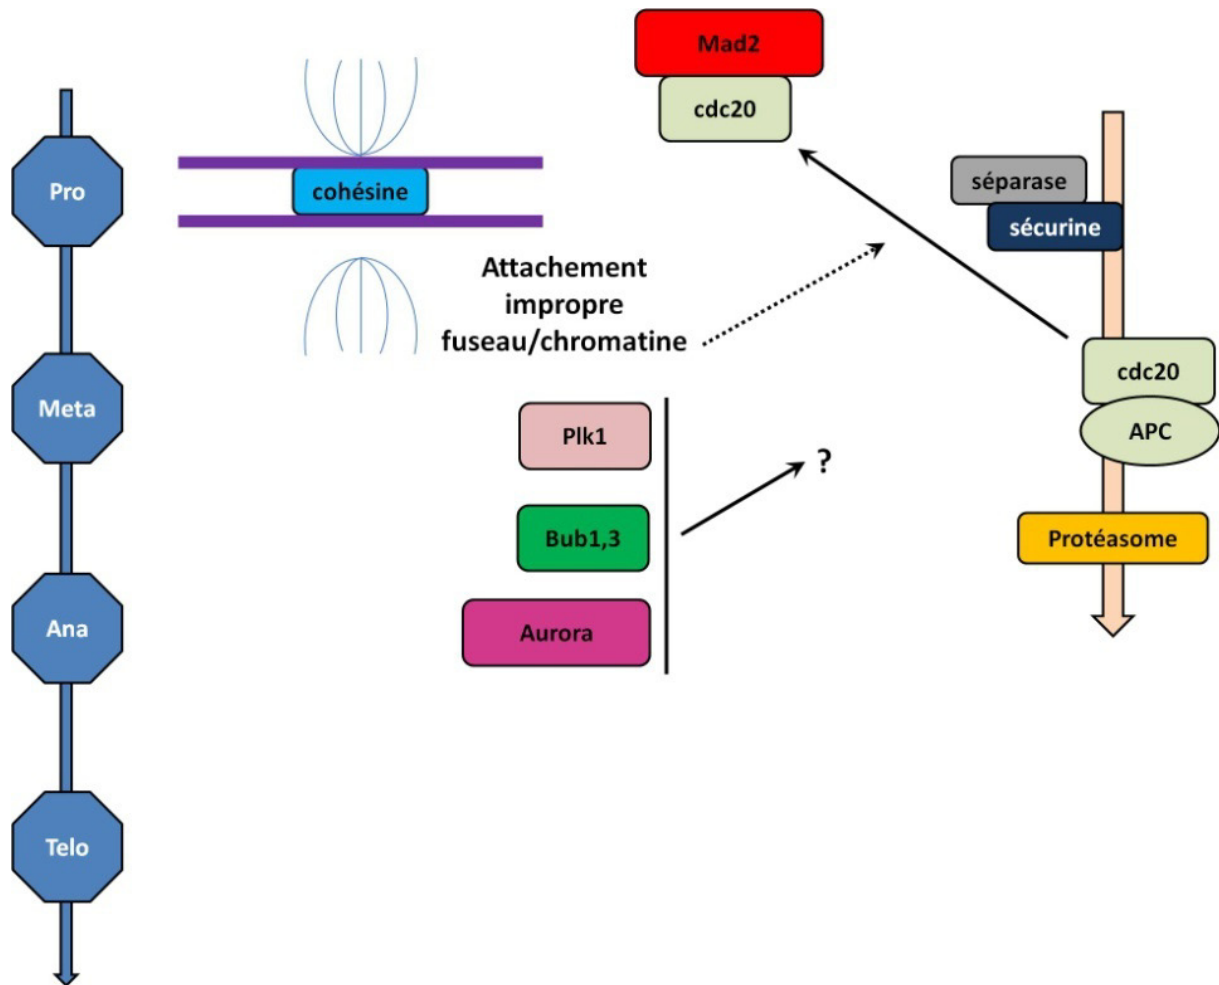 Mad2
cdc20
Pro
cohésine
séparase
sécurine
Attachement
impropre
fuseau/chromatine
cdc20
APC
Meta
Plk1
?
Bub1,3
Protéasome
Ana
Aurora
Telo